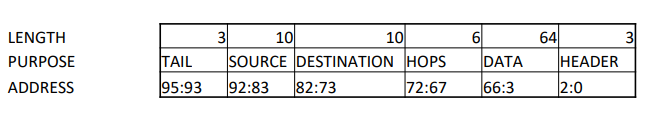 LENGTH 3 10 10 6 64 3
PURPOSE TAIL SOURCE DESTINATION HOPS DATA HEADER
ADDRESS 95:93 92:83 82:73 72:67 66:3 2:0